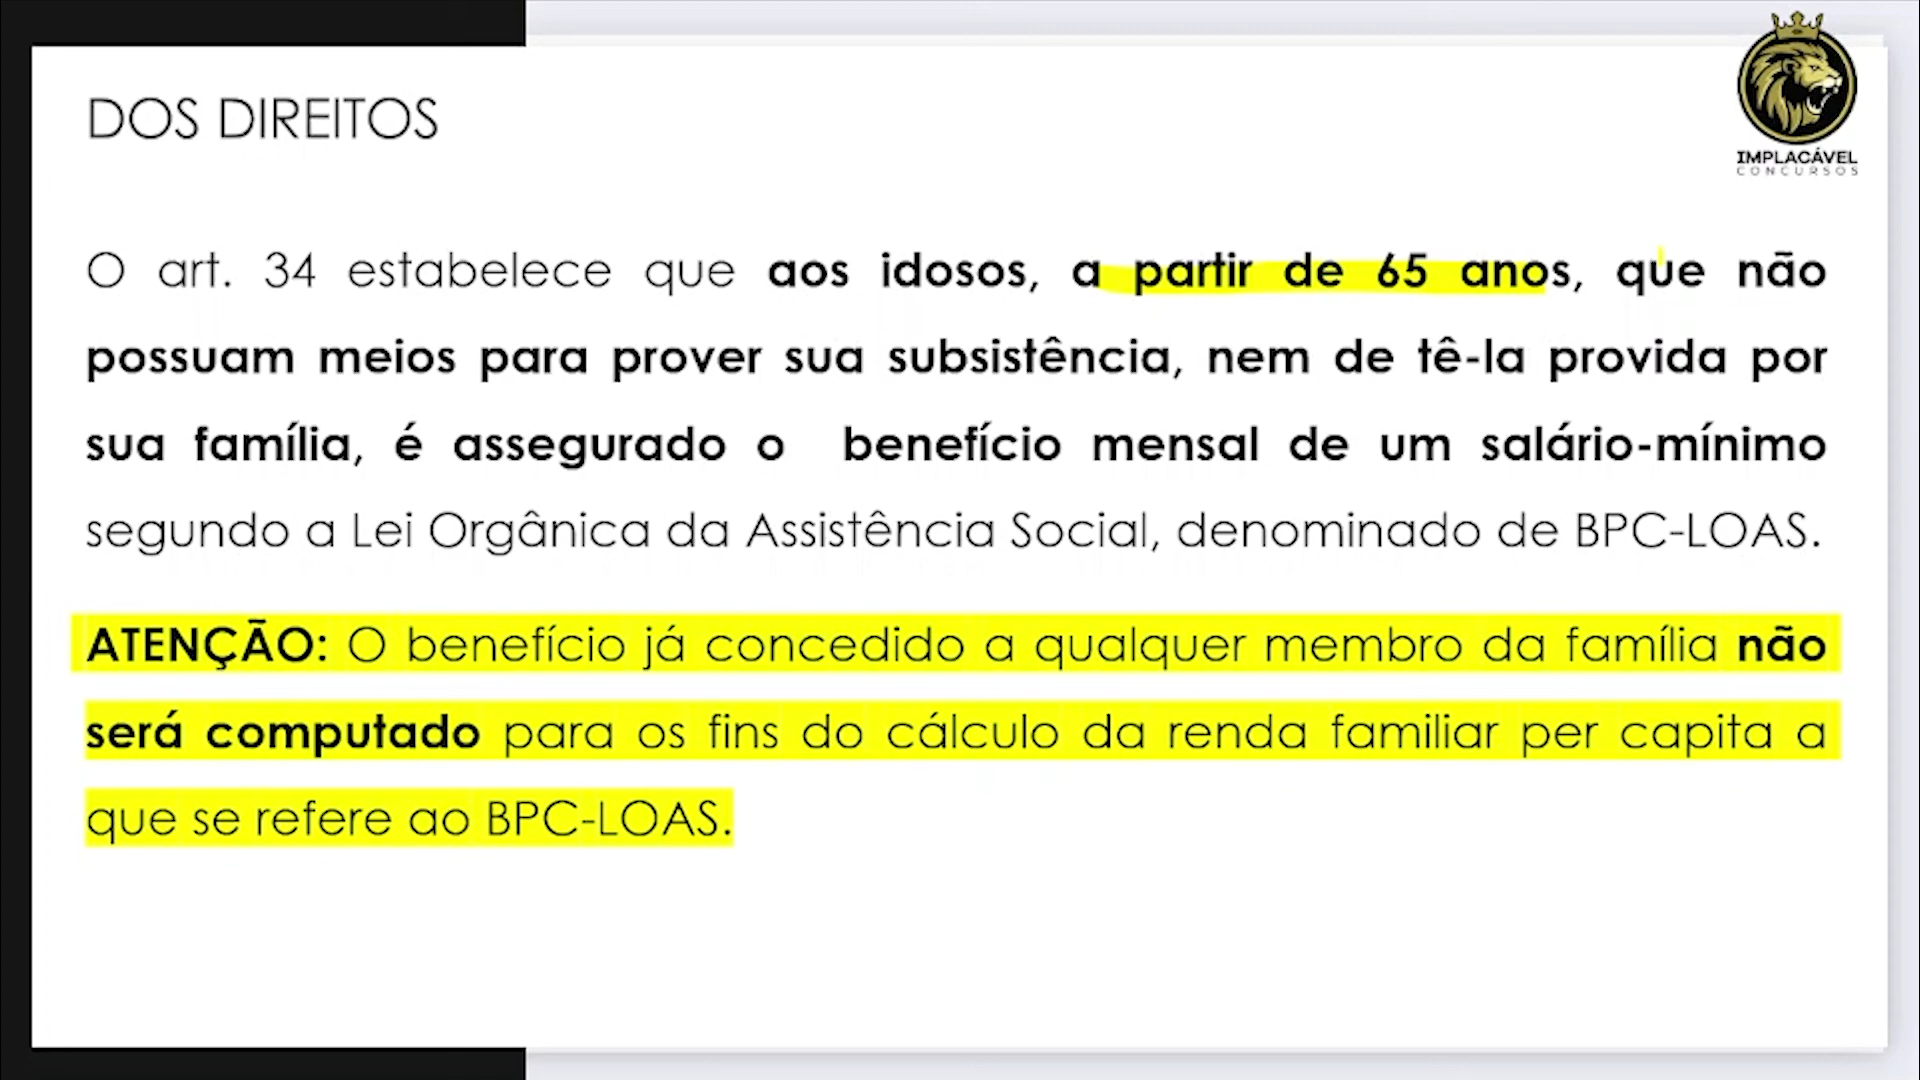 IMPLACÁVEL
CONCURSOS
DOS DIREITOS
O art. 34 estabelece que aos idosos, a partir de 65 anos, que não
possuam meios para prover sua subsistência, nem de tê-la provida por
sua família, é assegurado o benefício mensal de um salário-mínimo
segundo a Lei Orgânica da Assistência Social, denominado de BPC-LOAS.
ATENÇÃO: O benefício já concedido a qualquer membro da família não
será computado para os fins do cálculo da renda familiar per capita a
que se refere ao BPC-LOAS.